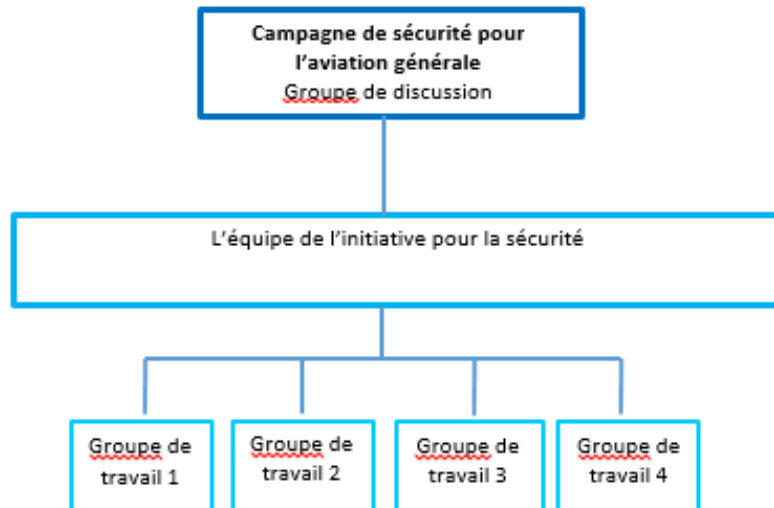 Campagne de sécurité pour
l'aviation générale
Groupe de discussion
L'équipe de l'initiative pour la sécurité
Groupe de
travail 1
Groupe de
travail 2
Groupe de
travail 3
Groupe de
travail 4